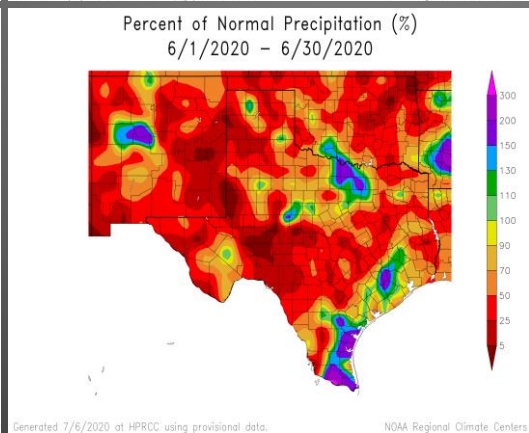 Percent of Normal Precipitation (%)
6/1/2020 – 6/30/2020
300
200
150
130
110
100
90
70
50
25
5
Generated 7/6/2020 at HPRCC using provisional data.
NOAA Regional Climate Centers